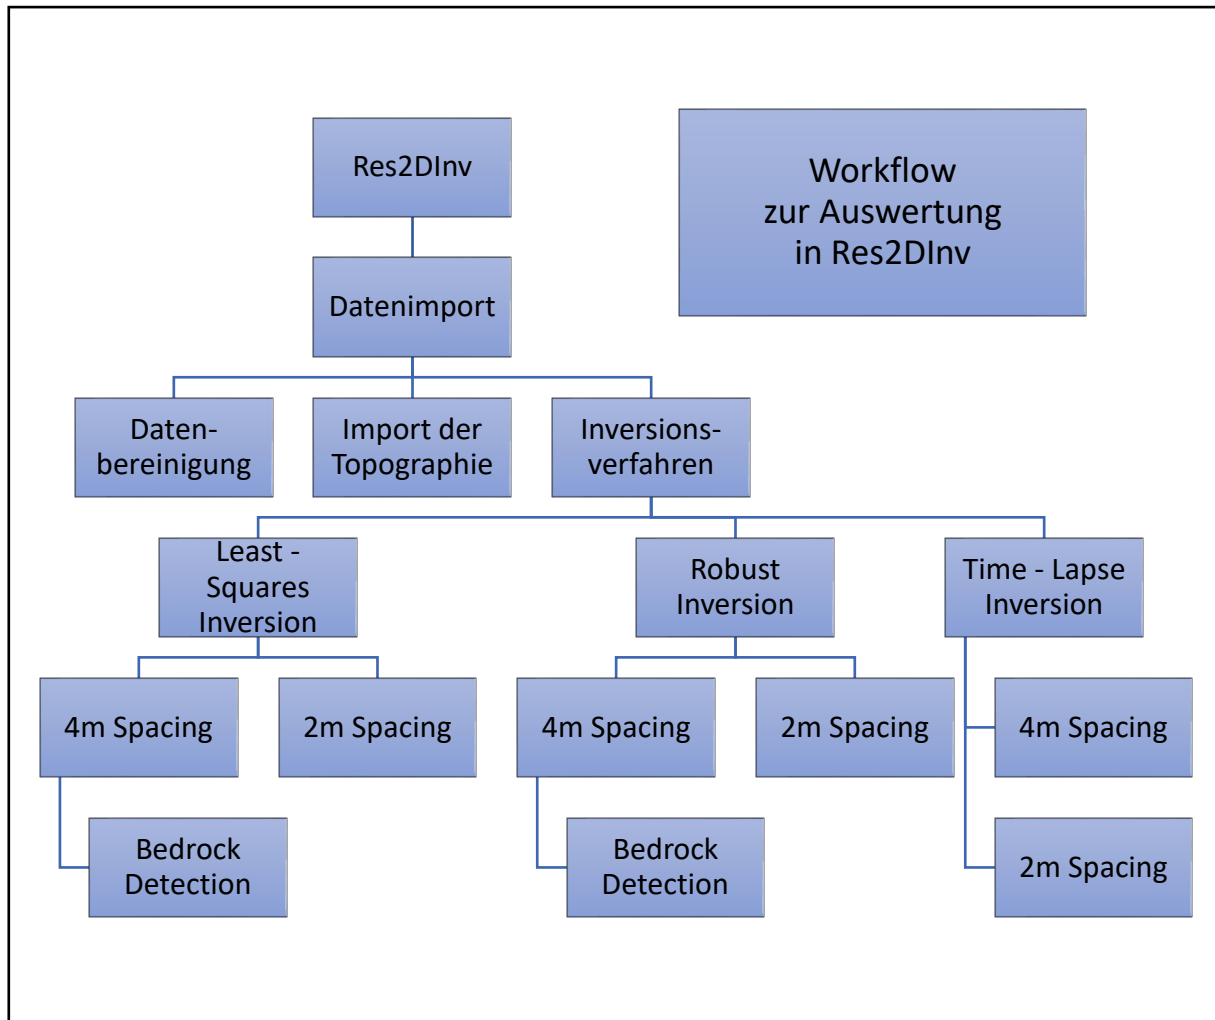 Res2DInv
Workflow
zur Auswertung
in Res2DInv
Datenimport
Daten-
bereinigung
Import der
Topographie
Inversions-
verfahren
Least -
Squares
Inversion
Robust
Inversion
Time - Lapse
Inversion
4m Spacing
2m Spacing
4m Spacing
2m Spacing
4m Spacing
Bedrock
Detection
Bedrock
Detection
2m Spacing